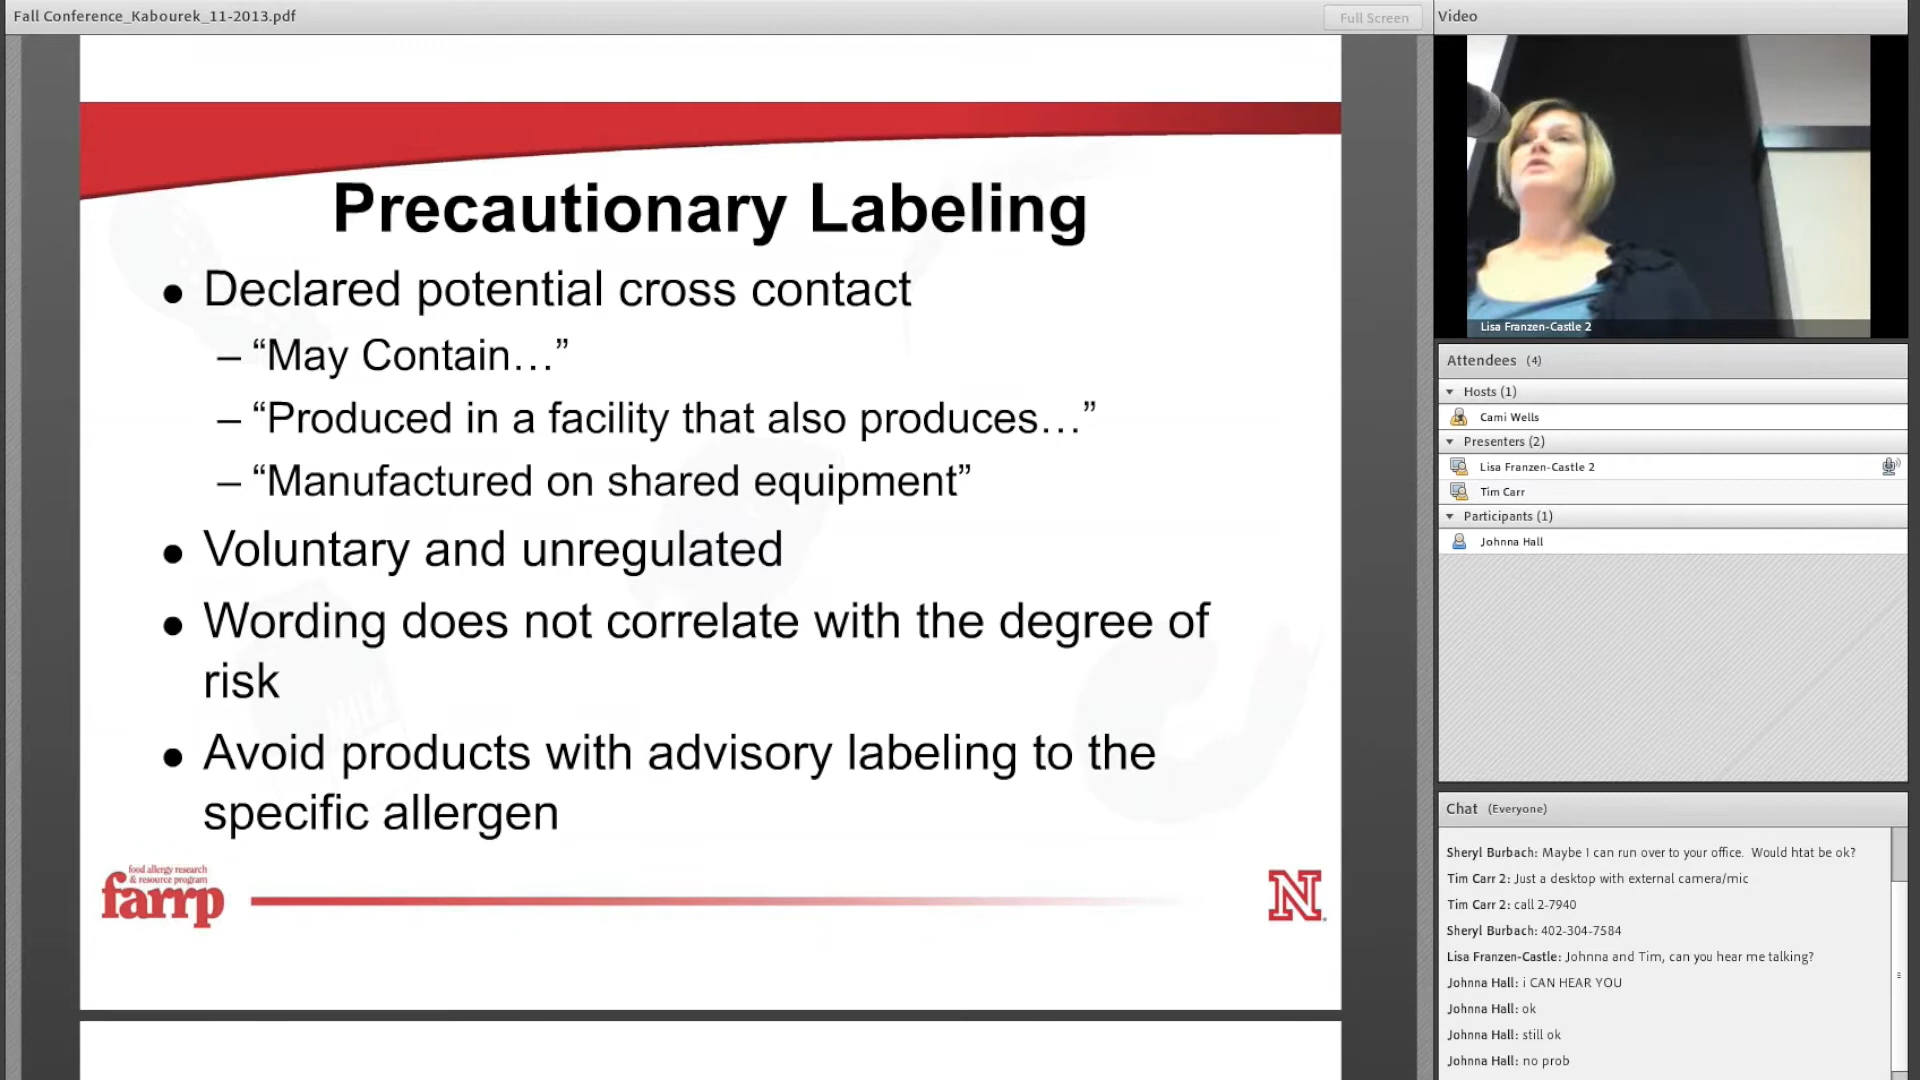 Fall Conference_Kabourek_11-2013.pdf
Full Screen
Precautionary Labeling
● Declared potential cross contact
– “May Contain…”
– “Produced in a facility that also produces…”
– “Manufactured on shared equipment”
● Voluntary and unregulated
● Wording does not correlate with the degree of
risk
● Avoid products with advisory labeling to the
specific allergen
food allergy research
& resource program
farrp
N
Video
Lisa Franzen-Castle 2
Attendees (4)
Hosts (1)
Cami Wells
Presenters (2)
Lisa Franzen-Castle 2
Tim Carr
Participants (1)
Johnna Hall
Chat (Everyone)
Sheryl Burbach: Maybe I can run over to your office. Would htat be ok?
Tim Carr 2: Just a desktop with external camera/mic
Tim Carr 2: call 2-7940
Sheryl Burbach: 402-304-7584
Lisa Franzen-Castle: Johnna and Tim, can you hear me talking?
Johnna Hall: i CAN HEAR YOU
Johnna Hall: ok
Johnna Hall: still ok
Johnna Hall: no prob